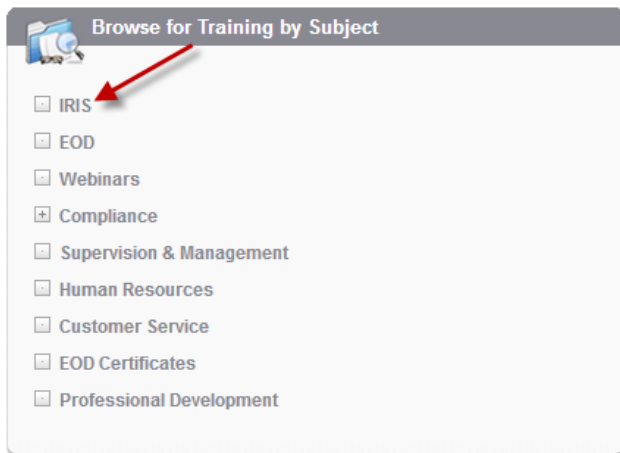 Browse for Training by Subject
IRIS
EOD
Webinars
Compliance
Supervision & Management
Human Resources
Customer Service
EOD Certificates
Professional Development